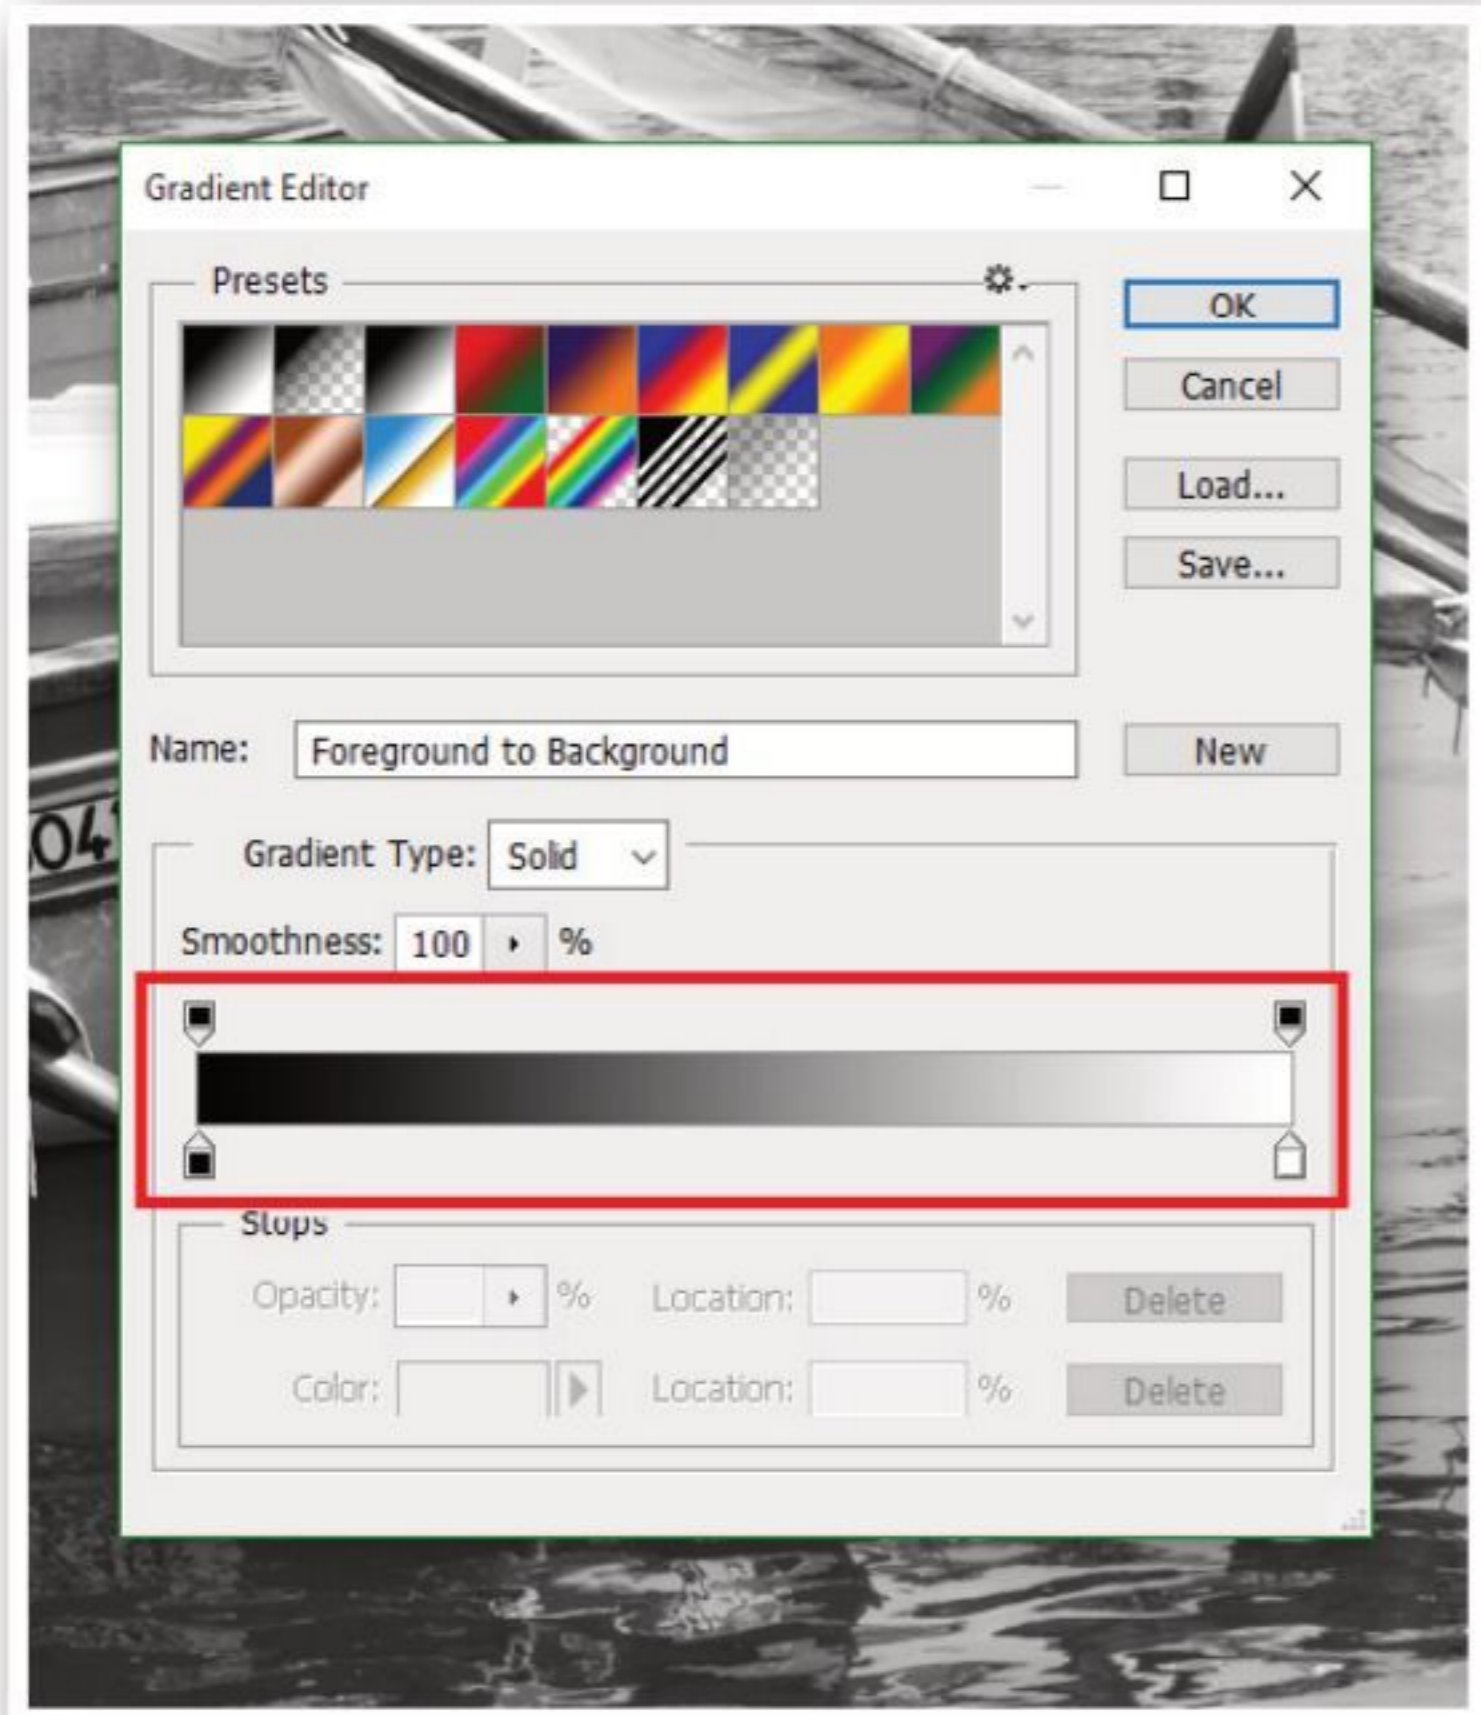 Gradient Editor
Presets
OK
Cancel
Load...
Save...
Name: Foreground to Background New
Gradient Type: Solid
Smoothness: 100 %
Stops
Opacity: % Location: % Delete
Color: Location: % Delete
04